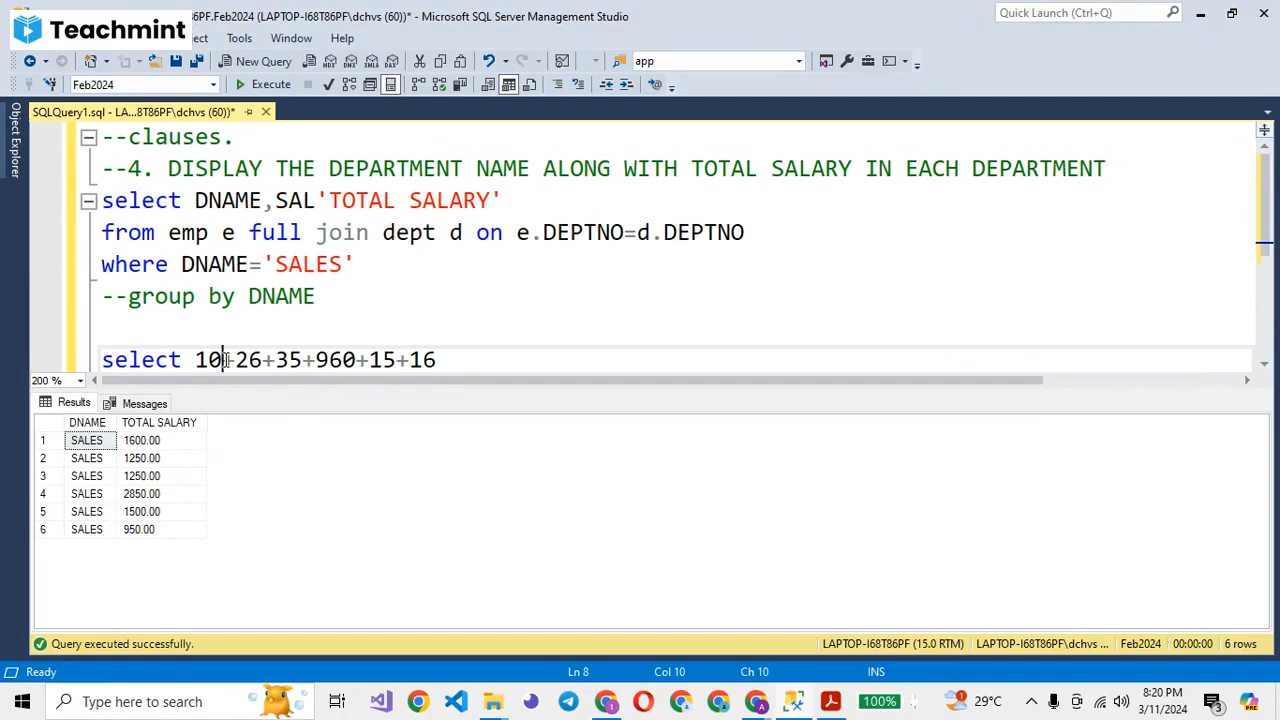 Teachmint
PF.Feb2024 (LAPTOP-I68T86PF\dchvs (60))* - Microsoft SQL Server Management Studio
Quick Launch (Ctrl+Q)
Tools Window Help
New Query
app
Feb2024
Execute
SQLQuery1.sql - LA...8T86PF\dchvs (60))*
Object Explorer
--clauses.
--4. DISPLAY THE DEPARTMENT NAME ALONG WITH TOTAL SALARY IN EACH DEPARTMENT
select DNAME,SAL'TOTAL SALARY'
from emp e full join dept d on e.DEPTNO=d.DEPTNO
where DNAME='SALES'
--group by DNAME
select 10+26+35+960+15+16
200 %
Results Messages
DNAME TOTAL SALARY
1 SALES 1600.00
2 SALES 1250.00
3 SALES 1250.00
4 SALES 2850.00
5 SALES 1500.00
6 SALES 950.00
Query executed successfully.
LAPTOP-I68T86PF (15.0 RTM) LAPTOP-I68T86PF\dchvs ... Feb2024 00:00:00 6 rows
Ready Ln 8 Col 10 Ch 10 INS
Type here to search
100%
29°C
8:20 PM
3/11/2024
3